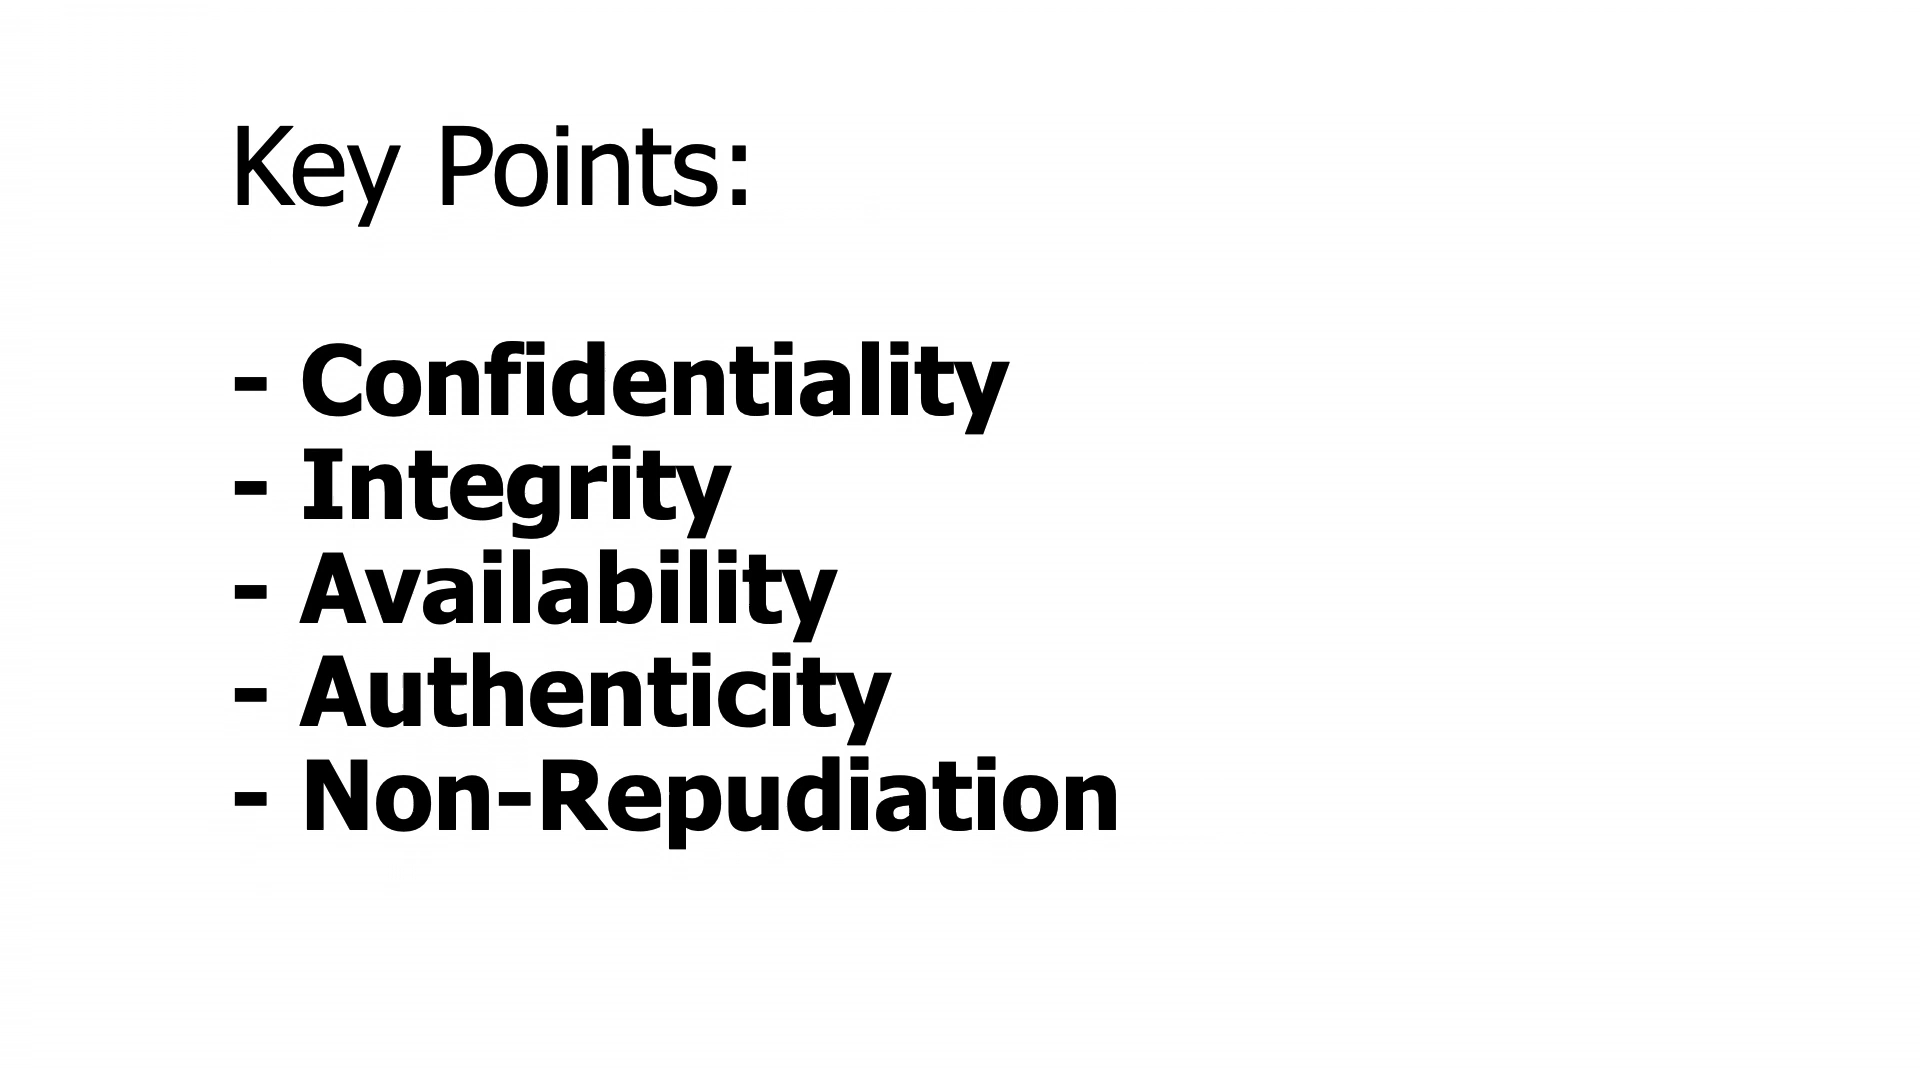 Key Points:
- Confidentiality
- Integrity
- Availability
- Authenticity
- Non-Repudiation